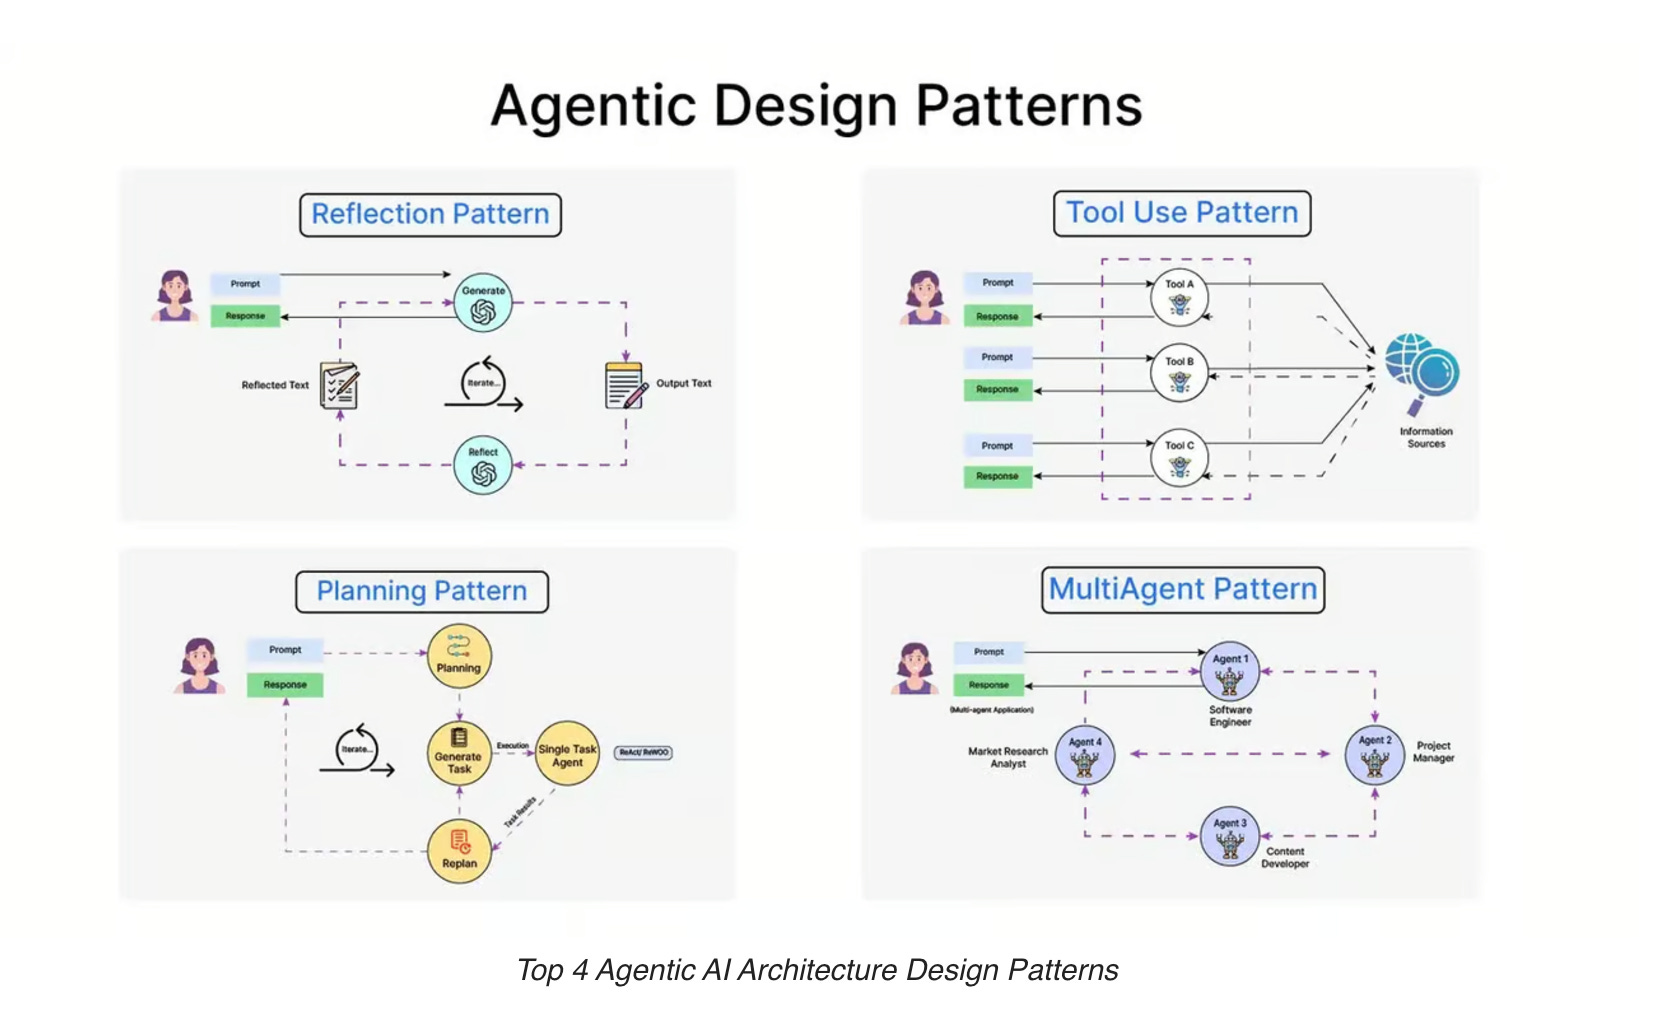 Agentic Design Patterns
Reflection Pattern
Prompt
Response
Generate
Reflected Text
Iterate...
Output Text
Reflect
Tool Use Pattern
Prompt
Response
Tool A
Prompt
Response
Tool B
Prompt
Response
Tool C
Information
Sources
Planning Pattern
Prompt
Response
Planning
Iterate...
Generate
Task
Execution
Single Task
Agent
ReAct/ ReWOO
Task Results
Replan
MultiAgent Pattern
Prompt
Response
(Multi-agent Application)
Agent 1
Software
Engineer
Market Research
Analyst
Agent 4
Agent 2
Project
Manager
Agent 3
Content
Developer
Top 4 Agentic AI Architecture Design Patterns